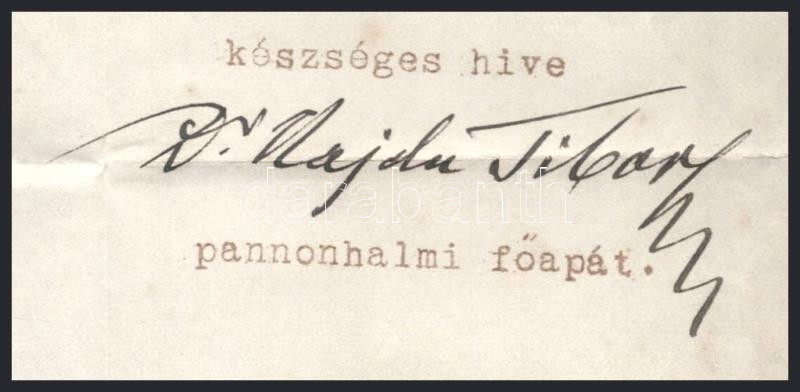 készséges hive
Dr Hajdu Tibor
pannonhalmi főapát.
darabanth